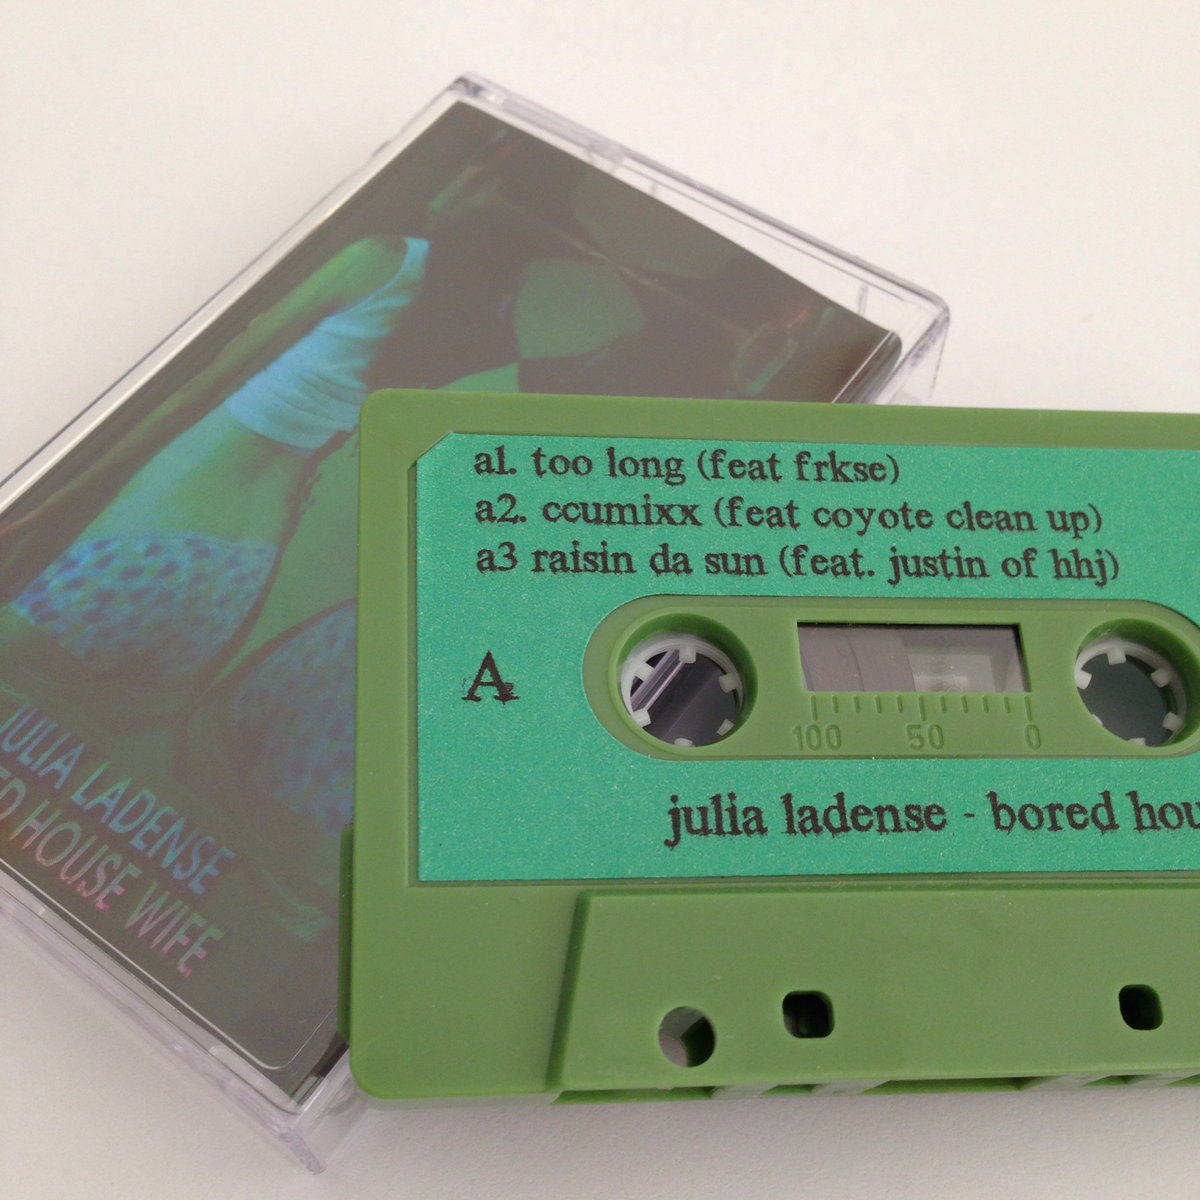 a1. too long (feat frkse)
a2. ccumixx (feat coyote clean up)
a3 raisin da sun (feat. justin of hhj)
A
100 50 0
julia ladense - bored hou
JULIA LADENSE
ED HOUSE WIFE